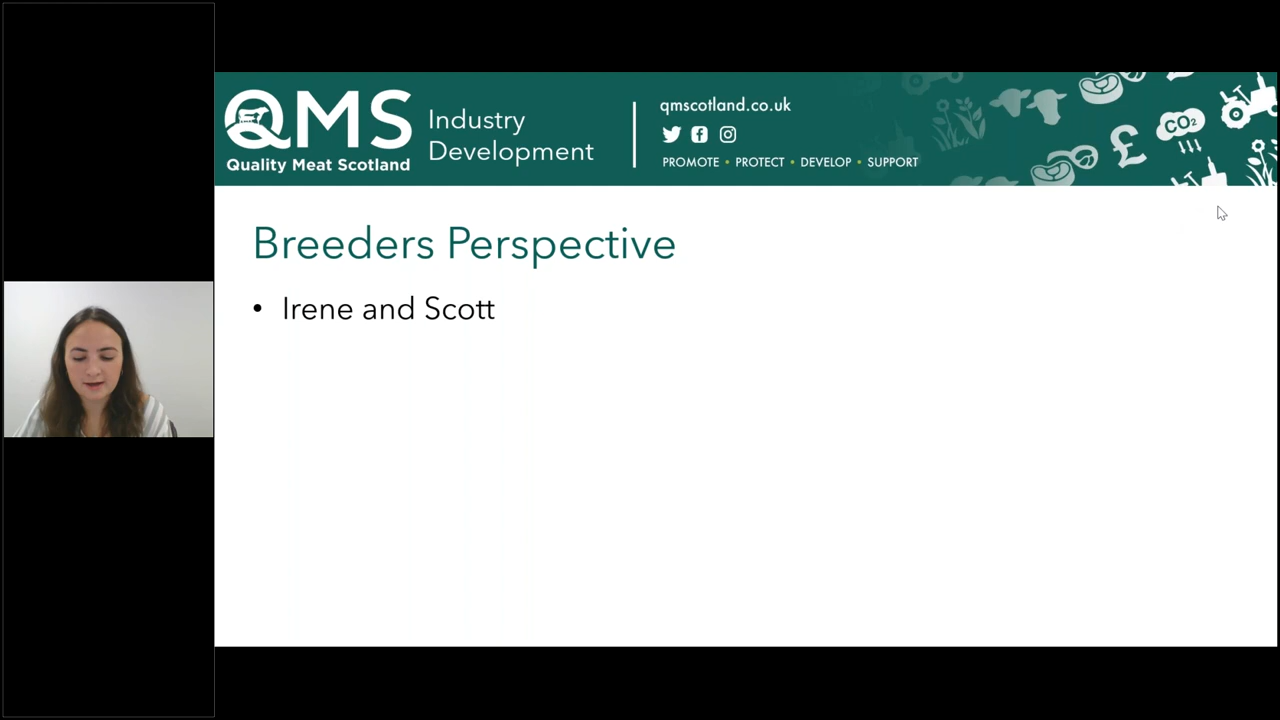 QMS
Quality Meat Scotland
Industry
Development
qmscotland.co.uk
PROMOTE • PROTECT • DEVELOP • SUPPORT
£
CO₂
Breeders Perspective
• Irene and Scott